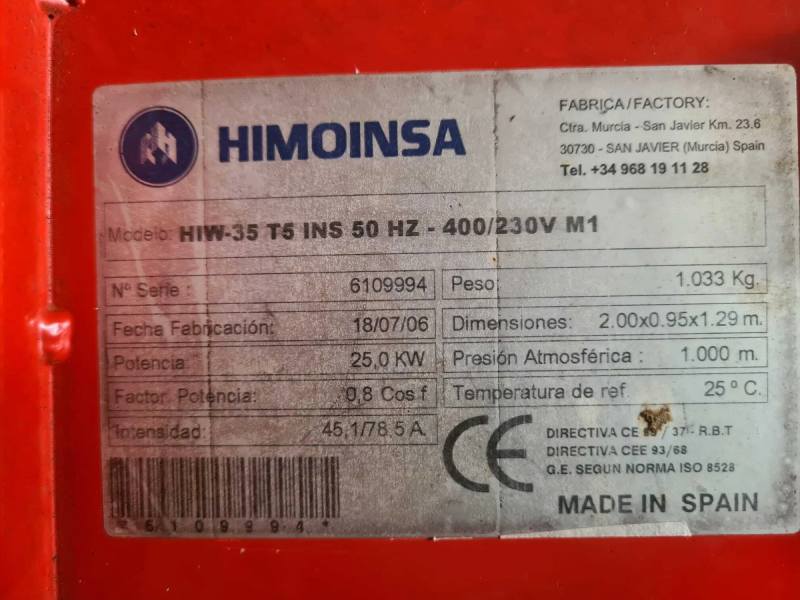 HIMOINSA
FABRICA/FACTORY:
Ctra. Murcia - San Javier Km. 23.6
30730 - SAN JAVIER (Murcia) Spain
Tel. +34 968 19 11 28
Modelo: HIW-35 T5 INS 50 HZ - 400/230V M1
Nº Serie : 6109994
Peso: 1.033 Kg.
Fecha Fabricación: 18/07/06
Dimensiones: 2.00x0.95x1.29 m.
Potencia: 25,0 KW
Presión Atmosférica : 1.000 m.
Factor Potencia: 0,8 Cos f
Temperatura de ref. 25 º C.
Intensidad: 45,1/78,5 A.
CE
DIRECTIVA CE / 37 - R.B.T
DIRECTIVA CEE 93/68
G.E. SEGUN NORMA ISO 8528
*6109994*
MADE IN SPAIN